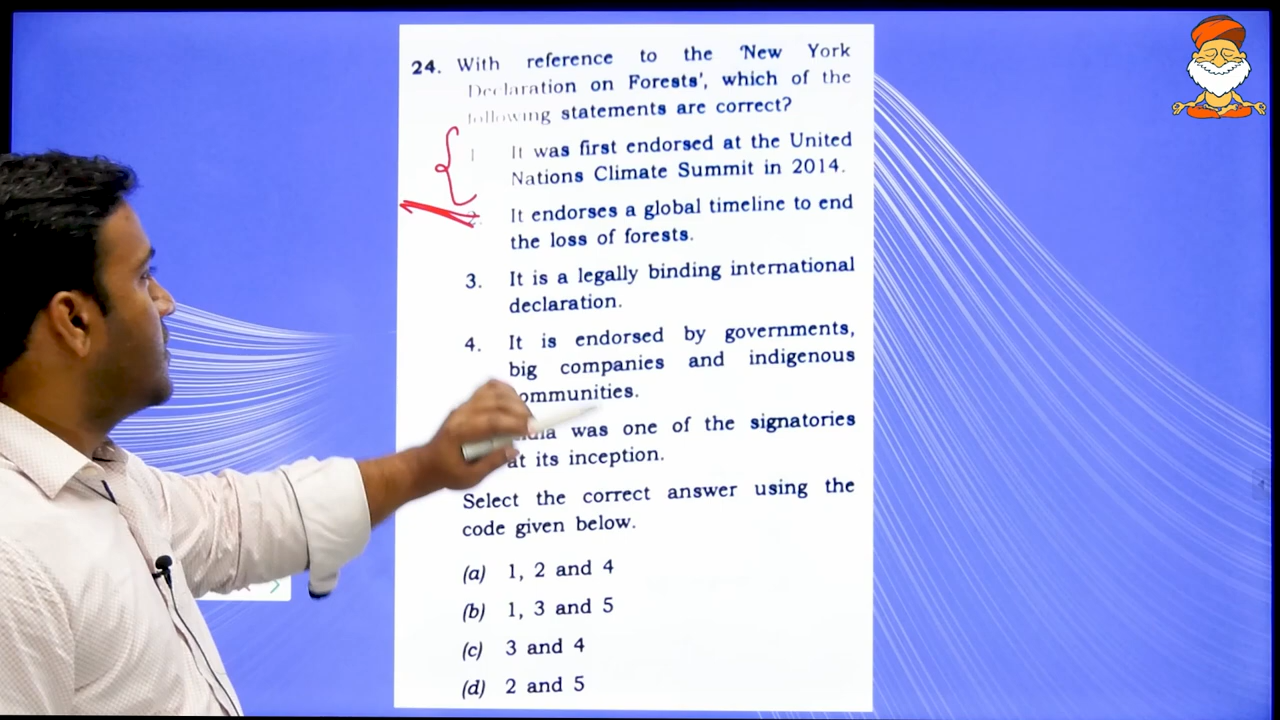 24. With reference to the 'New York
Declaration on Forests', which of the
following statements are correct?
1 It was first endorsed at the United
Nations Climate Summit in 2014.
2. It endorses a global timeline to end
the loss of forests.
3. It is a legally binding international
declaration.
4. It is endorsed by governments,
big companies and indigenous
ommunities.
was one of the signatories
at its inception.
Select the correct answer using the
code given below.
(a) 1, 2 and 4
(b) 1, 3 and 5
(c) 3 and 4
(d) 2 and 5